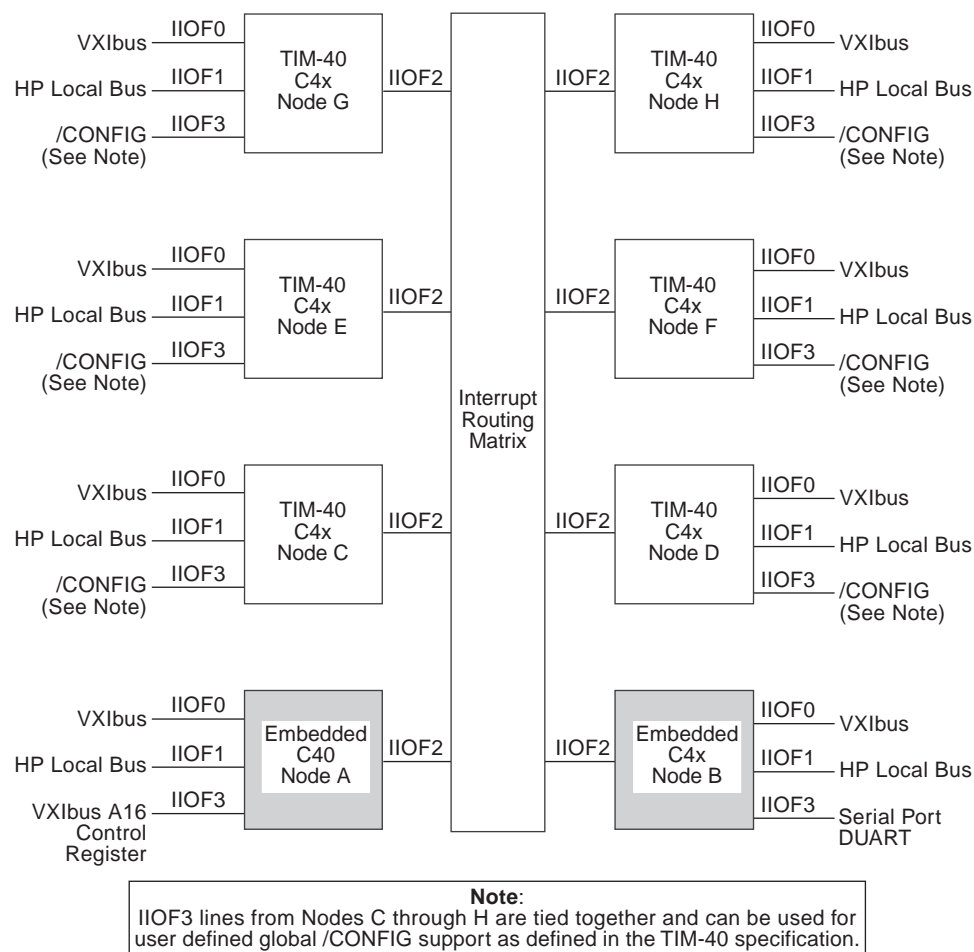 VXIbus
IIOF0
HP Local Bus
IIOF1
/CONFIG
(See Note)
IIOF3
TIM-40
C4x
Node G
IIOF2
IIOF2
TIM-40
C4x
Node H
IIOF0
VXIbus
IIOF1
HP Local Bus
IIOF3
/CONFIG
(See Note)
VXIbus
IIOF0
HP Local Bus
IIOF1
/CONFIG
(See Note)
IIOF3
TIM-40
C4x
Node E
IIOF2
IIOF2
TIM-40
C4x
Node F
IIOF0
VXIbus
IIOF1
HP Local Bus
IIOF3
/CONFIG
(See Note)
Interrupt
Routing
Matrix
VXIbus
IIOF0
HP Local Bus
IIOF1
/CONFIG
(See Note)
IIOF3
TIM-40
C4x
Node C
IIOF2
IIOF2
TIM-40
C4x
Node D
IIOF0
VXIbus
IIOF1
HP Local Bus
IIOF3
/CONFIG
(See Note)
VXIbus
IIOF0
HP Local Bus
IIOF1
VXIbus A16
Control
Register
IIOF3
Embedded
C40
Node A
IIOF2
IIOF2
Embedded
C4x
Node B
IIOF0
VXIbus
IIOF1
HP Local Bus
IIOF3
Serial Port
DUART
Note:
IIOF3 lines from Nodes C through H are tied together and can be used for
user defined global /CONFIG support as defined in the TIM-40 specification.